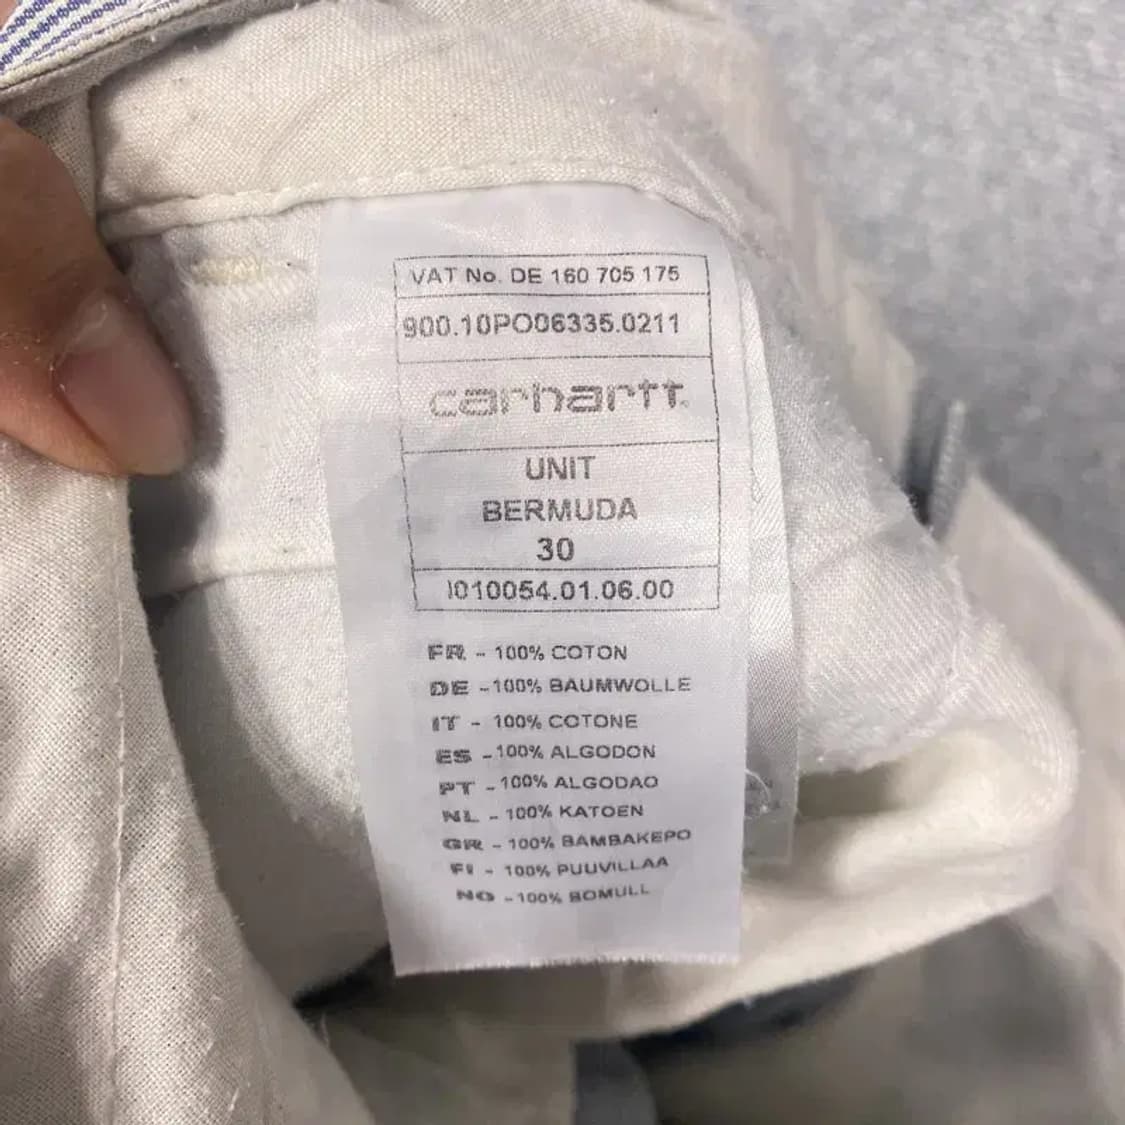 VAT No. DE 160 705 175
900.10PO06335.0211
carhartt.
UNIT
BERMUDA
30
I010054.01.06.00
FR - 100% COTON
DE - 100% BAUMWOLLE
IT - 100% COTONE
ES - 100% ALGODON
PT - 100% ALGODAO
NL - 100% KATOEN
GR - 100% BAMBAKEPO
FI - 100% PUUVILLAA
NO - 100% BOMULL